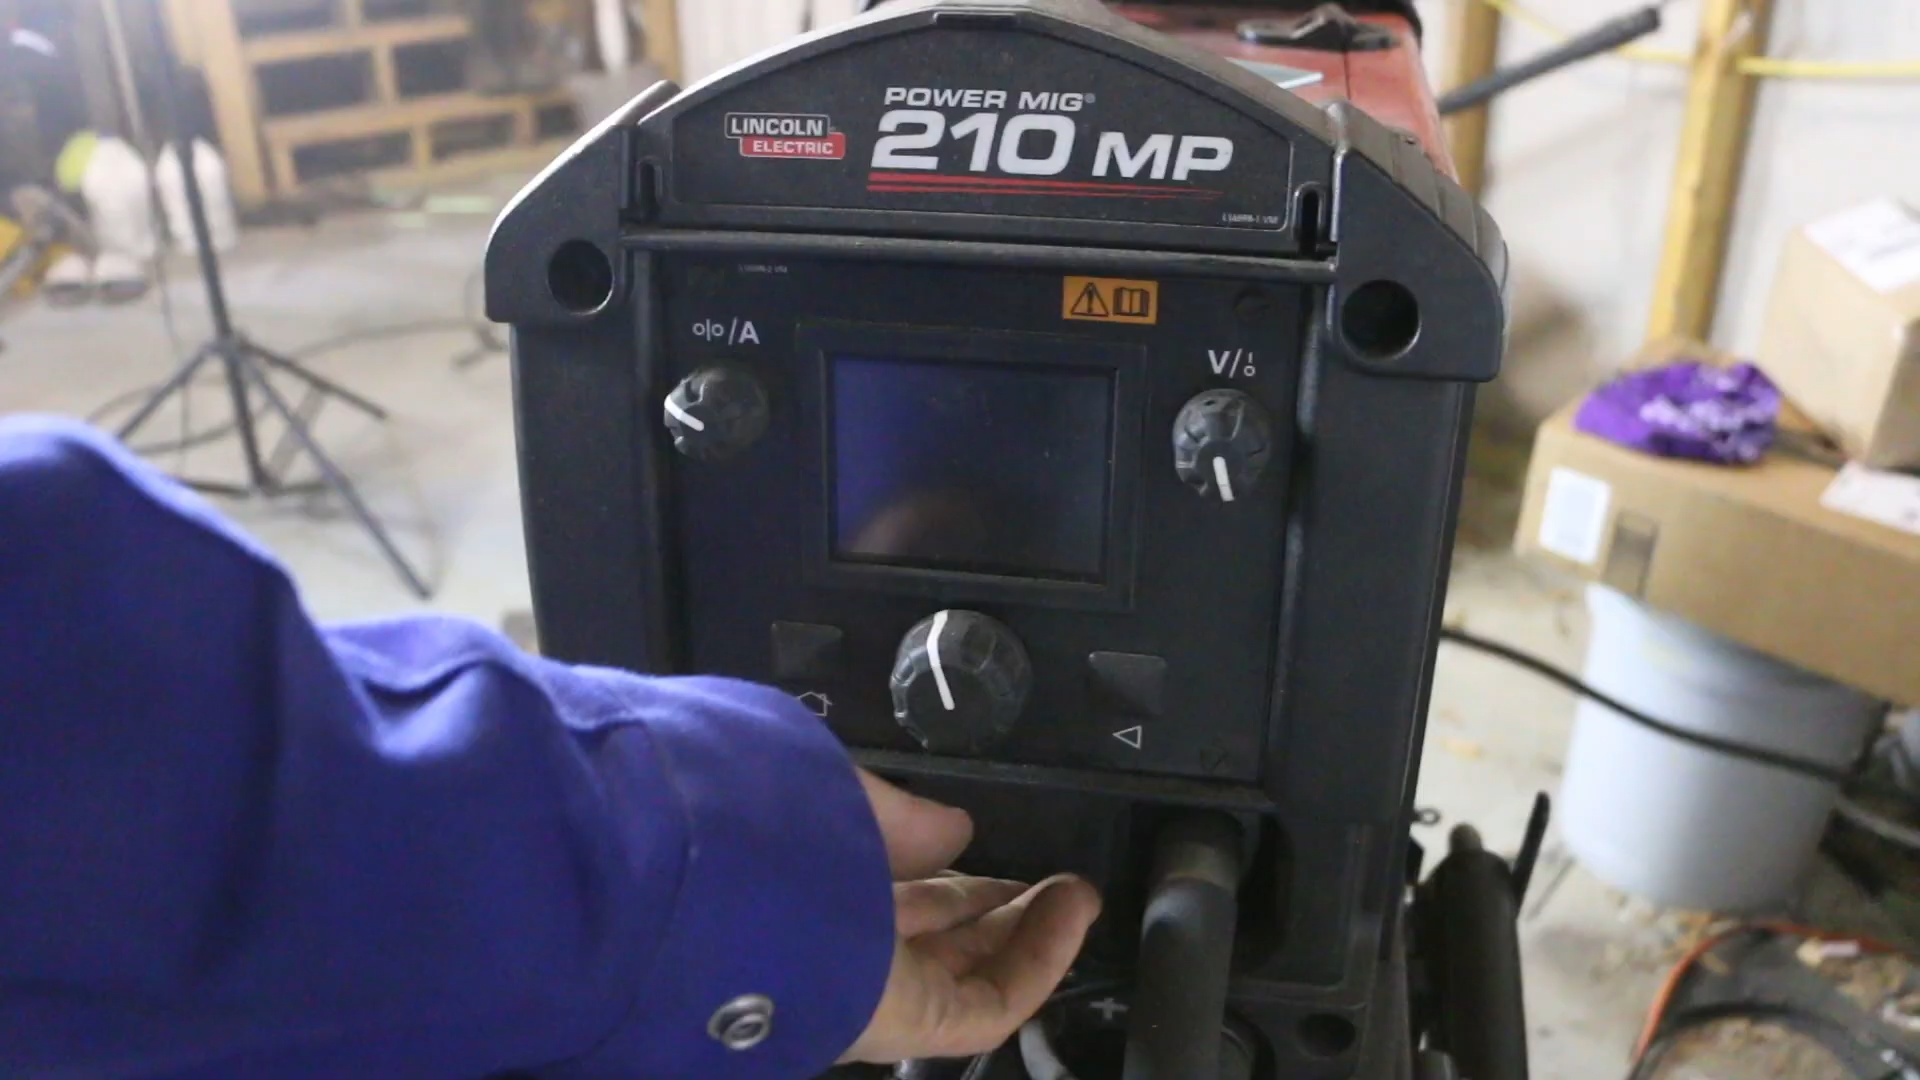 POWER MIG®
LINCOLN
ELECTRIC
210 MP
/A
V/
+